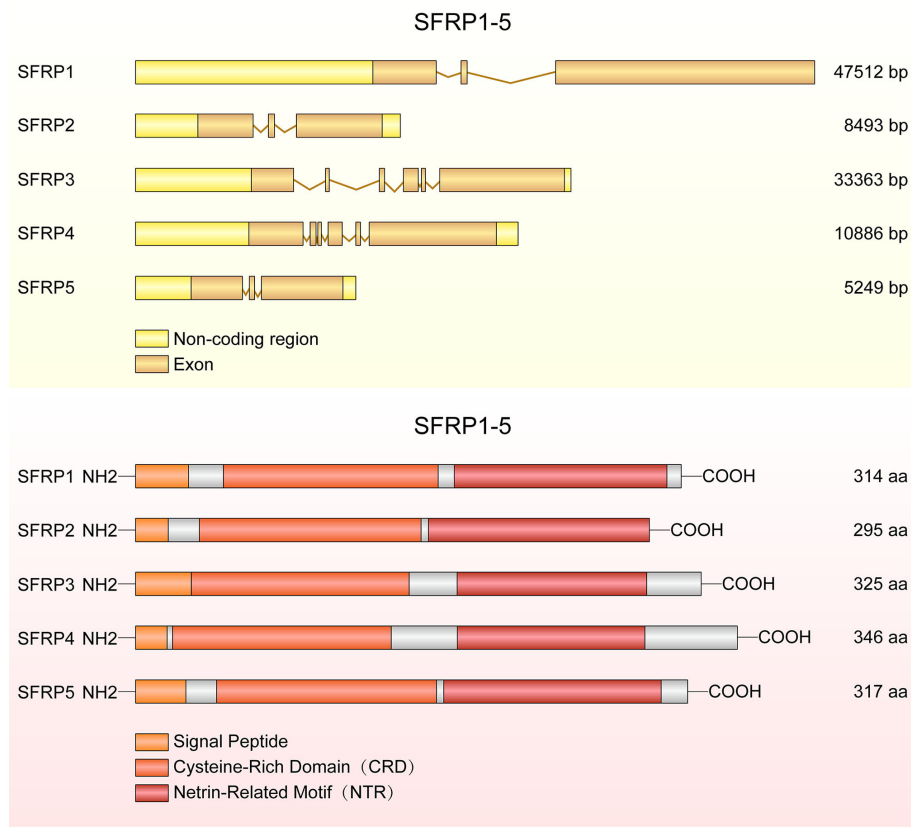 SFRP1-5
SFRP1 47512 bp
SFRP2 8493 bp
SFRP3 33363 bp
SFRP4 10886 bp
SFRP5 5249 bp
Non-coding region
Exon
SFRP1-5
SFRP1 NH2 COOH 314 aa
SFRP2 NH2 COOH 295 aa
SFRP3 NH2 COOH 325 aa
SFRP4 NH2 COOH 346 aa
SFRP5 NH2 COOH 317 aa
Signal Peptide
Cysteine-Rich Domain（CRD）
Netrin-Related Motif（NTR）